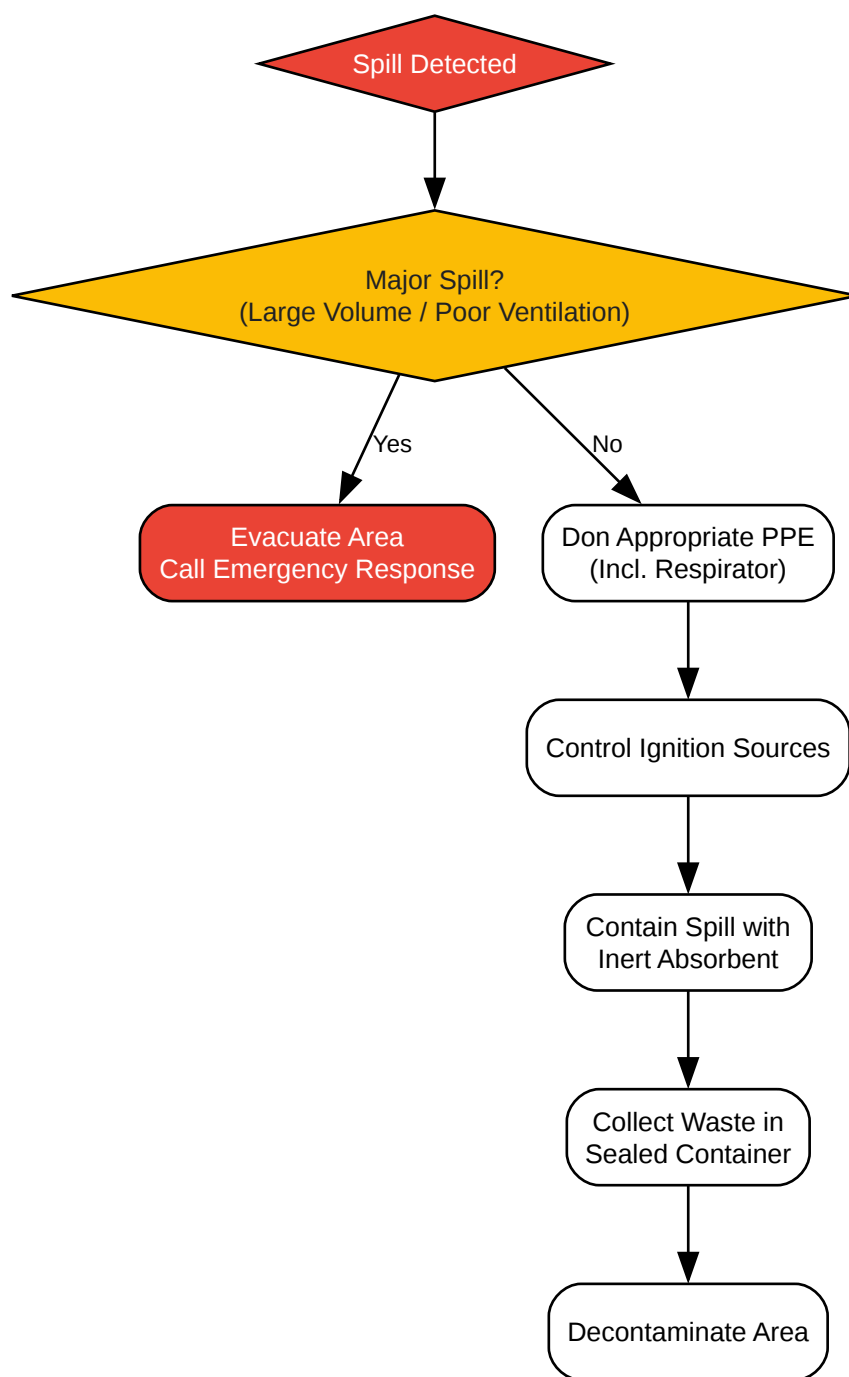 Spill Detected
Major Spill?
(Large Volume / Poor Ventilation)
Yes
No
Evacuate Area
Call Emergency Response
Don Appropriate PPE
(Incl. Respirator)
Control Ignition Sources
Contain Spill with
Inert Absorbent
Collect Waste in
Sealed Container
Decontaminate Area